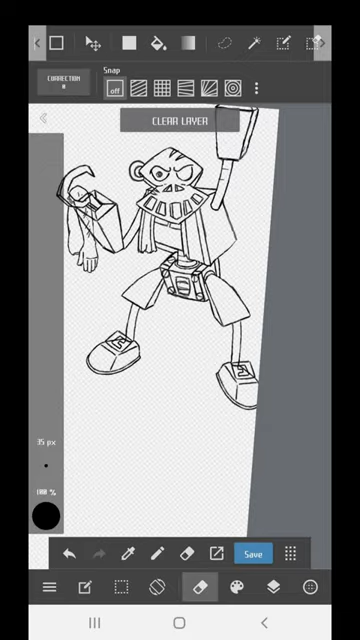 Snap
CORRECTION
off
CLEAR LAYER
35 px
100 %
Save